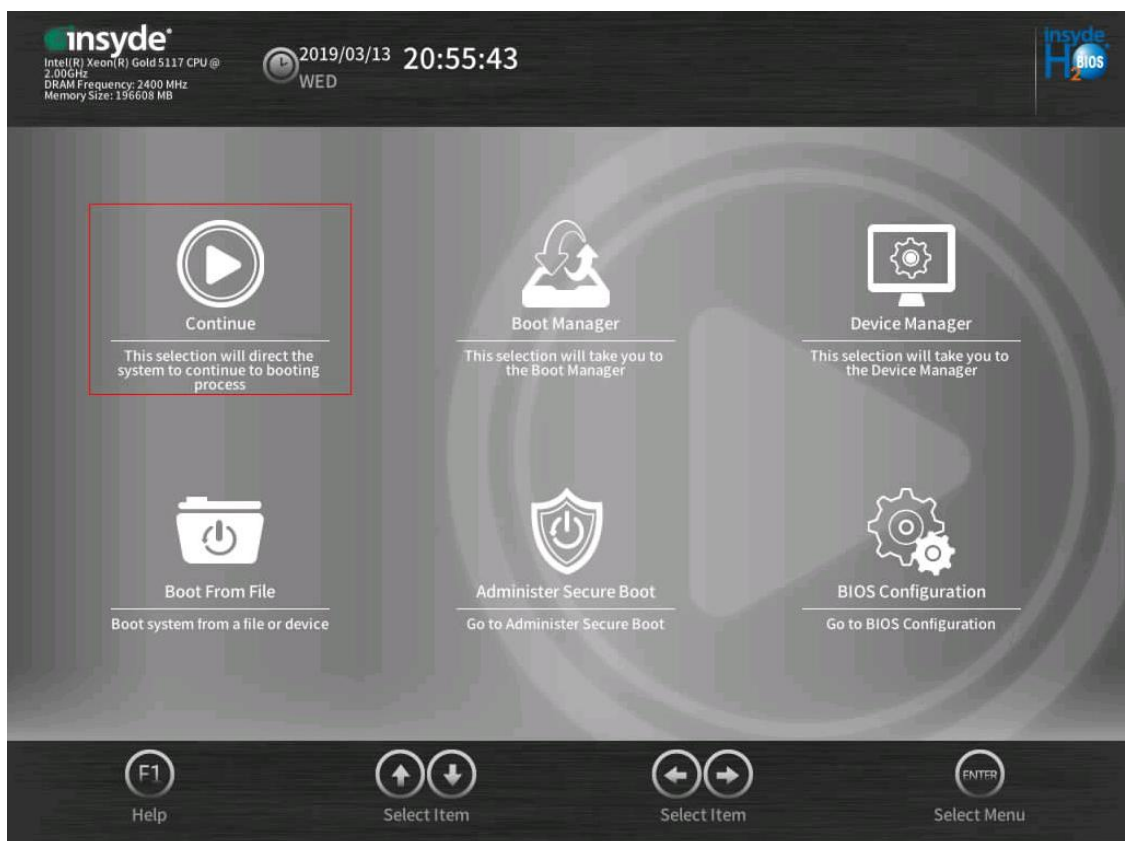 insyde®
Intel(R) Xeon(R) Gold 5117 CPU @
2.00GHz
DRAM Frequency: 2400 MHz
Memory Size: 196608 MB
2019/03/13 20:55:43
WED
insyde
H2O BIOS
Continue
This selection will direct the
system to continue to booting
process
Boot Manager
This selection will take you to
the Boot Manager
Device Manager
This selection will take you to
the Device Manager
Boot From File
Boot system from a file or device
Administer Secure Boot
Go to Administer Secure Boot
BIOS Configuration
Go to BIOS Configuration
F1
Help
Select Item
Select Item
ENTER
Select Menu